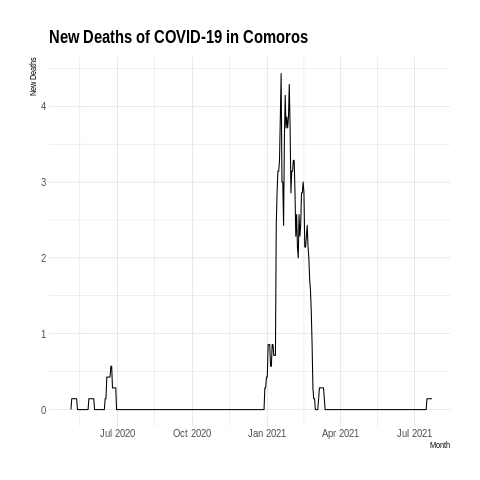 New Deaths of COVID-19 in Comoros
New Deaths
4
3
2
1
0
Jul 2020 Oct 2020 Jan 2021 Apr 2021 Jul 2021
Month